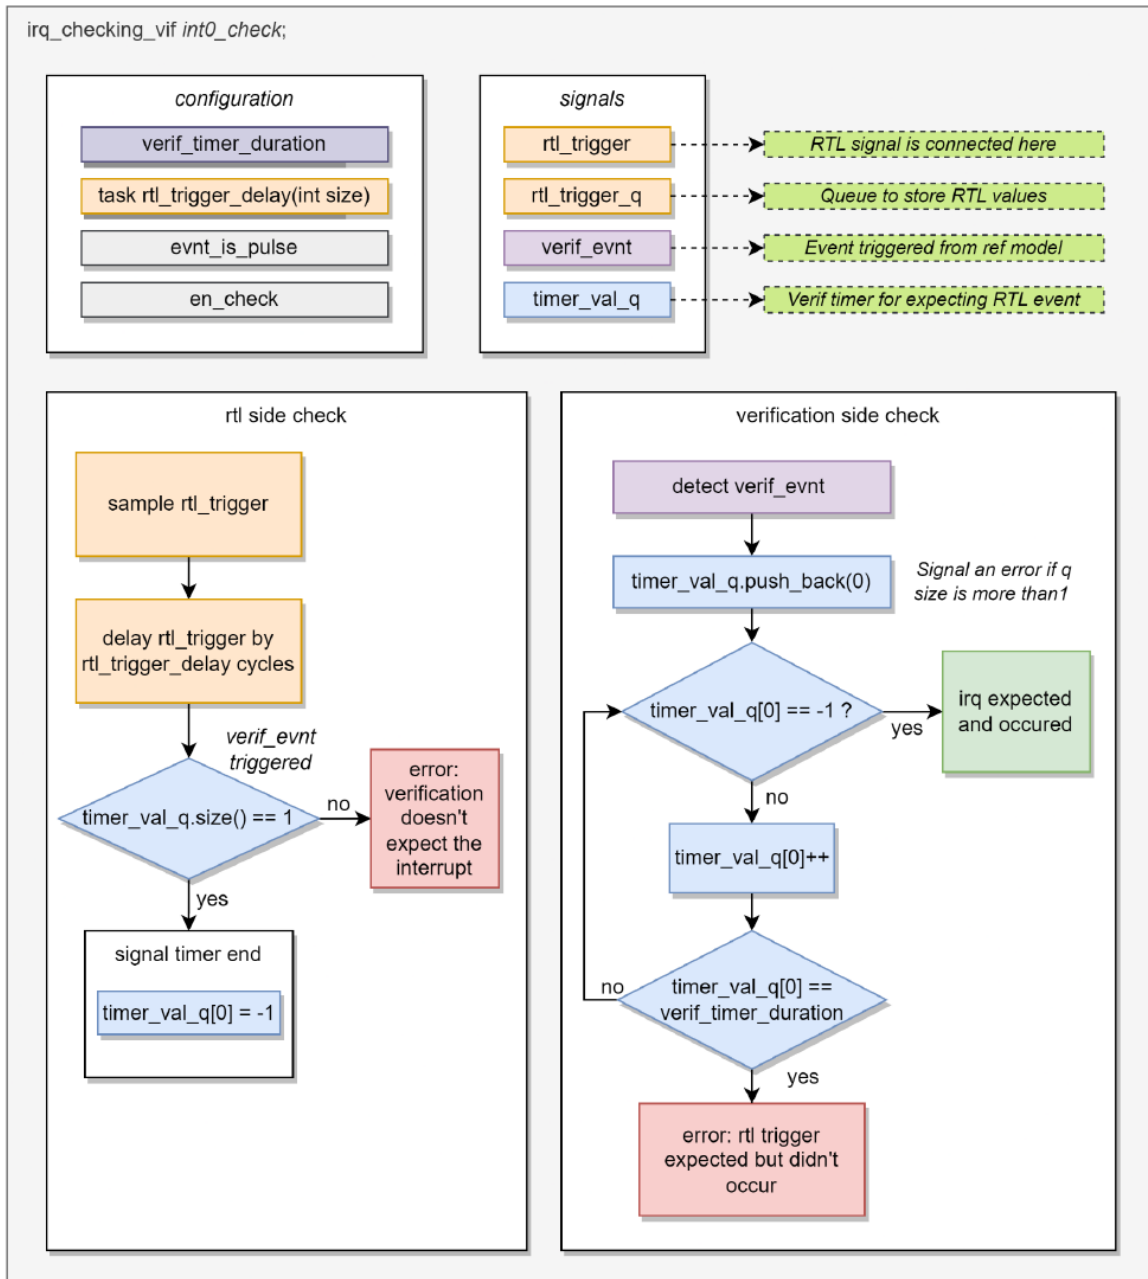 irq_checking_vif int0_check;
configuration
verif_timer_duration
task rtl_trigger_delay(int size)
evnt_is_pulse
en_check
signals
rtl_trigger
RTL signal is connected here
rtl_trigger_q
Queue to store RTL values
verif_evnt
Event triggered from ref model
timer_val_q
Verif timer for expecting RTL event
rtl side check
sample rtl_trigger
delay rtl_trigger by
rtl_trigger_delay cycles
verif_evnt
triggered
timer_val_q.size() == 1
no
error:
verification
doesn't
expect the
interrupt
yes
signal timer end
timer_val_q[0] = -1
verification side check
detect verif_evnt
timer_val_q.push_back(0)
Signal an error if q
size is more than1
timer_val_q[0] == -1 ?
yes
irq expected
and occured
no
timer_val_q[0]++
timer_val_q[0] ==
verif_timer_duration
no
yes
error: rtl trigger
expected but didn't
occur